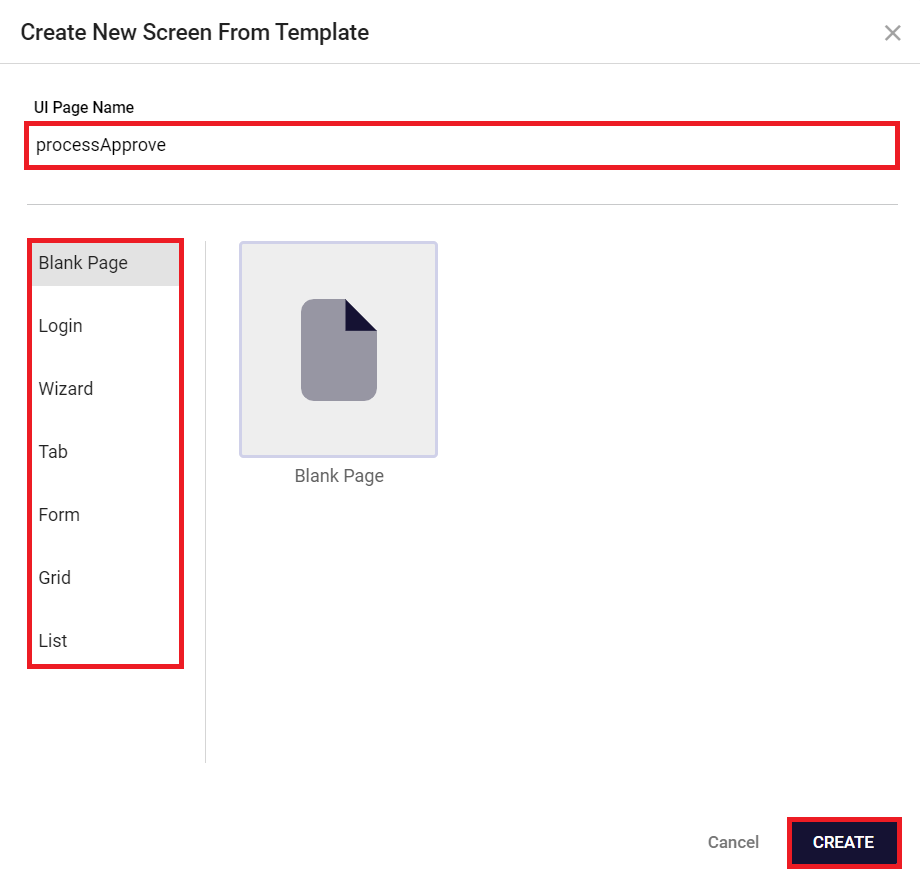 Create New Screen From Template
UI Page Name
processApprove
Blank Page
Login
Wizard
Tab
Form
Grid
List
Blank Page
Cancel
CREATE